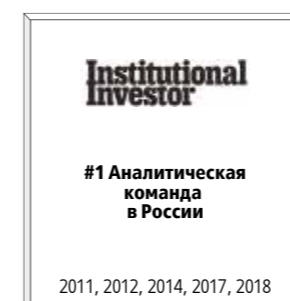 Institutional
Investor
#1 Аналитическая
команда
в России
2011, 2012, 2014, 2017, 2018